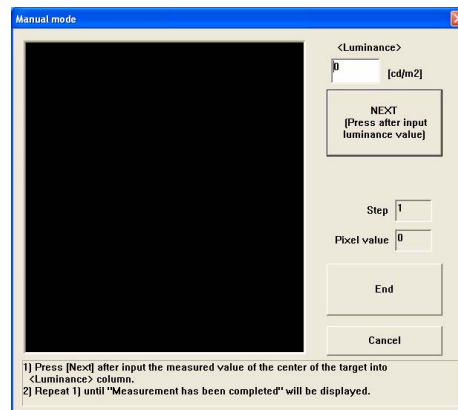 Manual mode
<Luminance>
0
[cd/m2]
NEXT
(Press after input
luminance value)
Step 1
Pixel value 0
End
Cancel
1) Press [Next] after input the measured value of the center of the target into
<Luminance> column.
2) Repeat 1) until "Measurement has been completed" will be displayed.